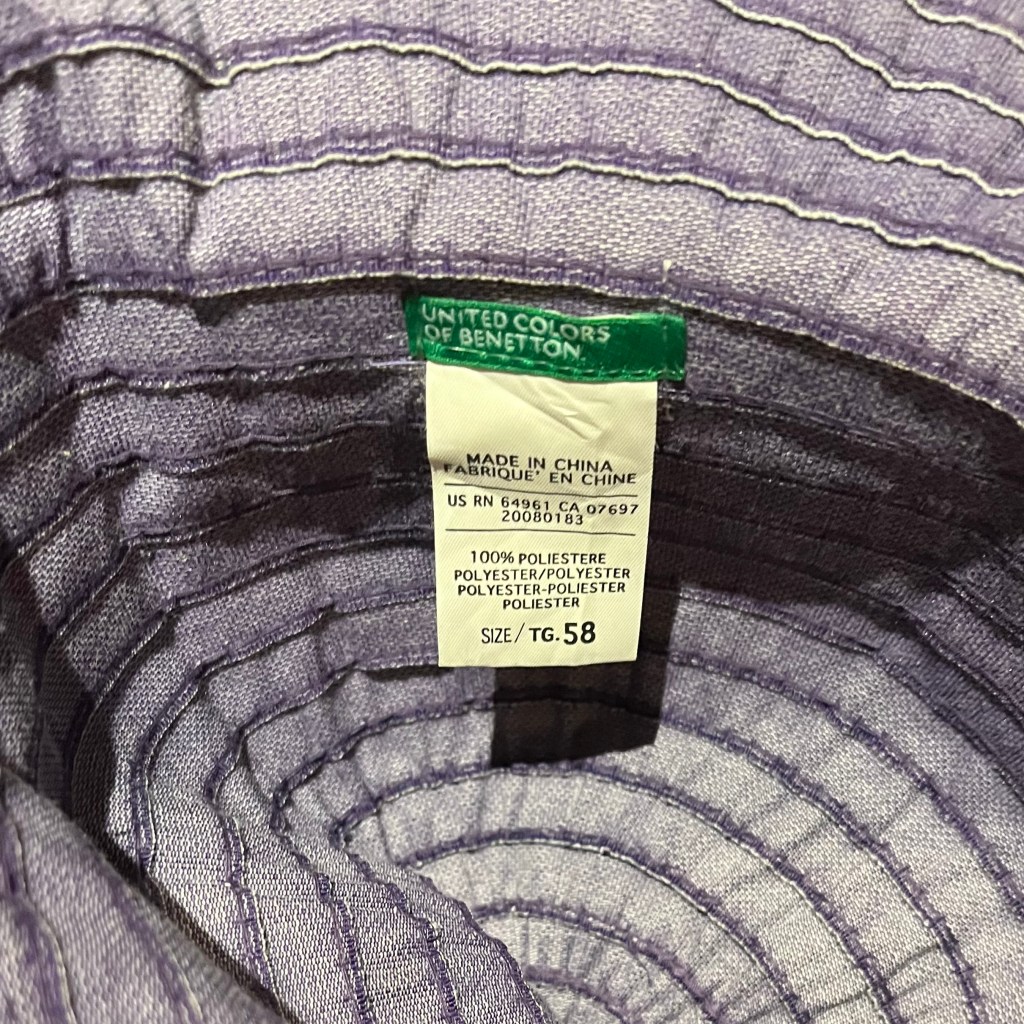 UNITED COLORS
OF BENETTON.
MADE IN CHINA
FABRIQUE' EN CHINE
US RN 64961 CA 07697
20080183
100% POLIESTERE
POLYESTER/POLYESTER
POLYESTER-POLIESTER
POLIESTER
SIZE/TG.58